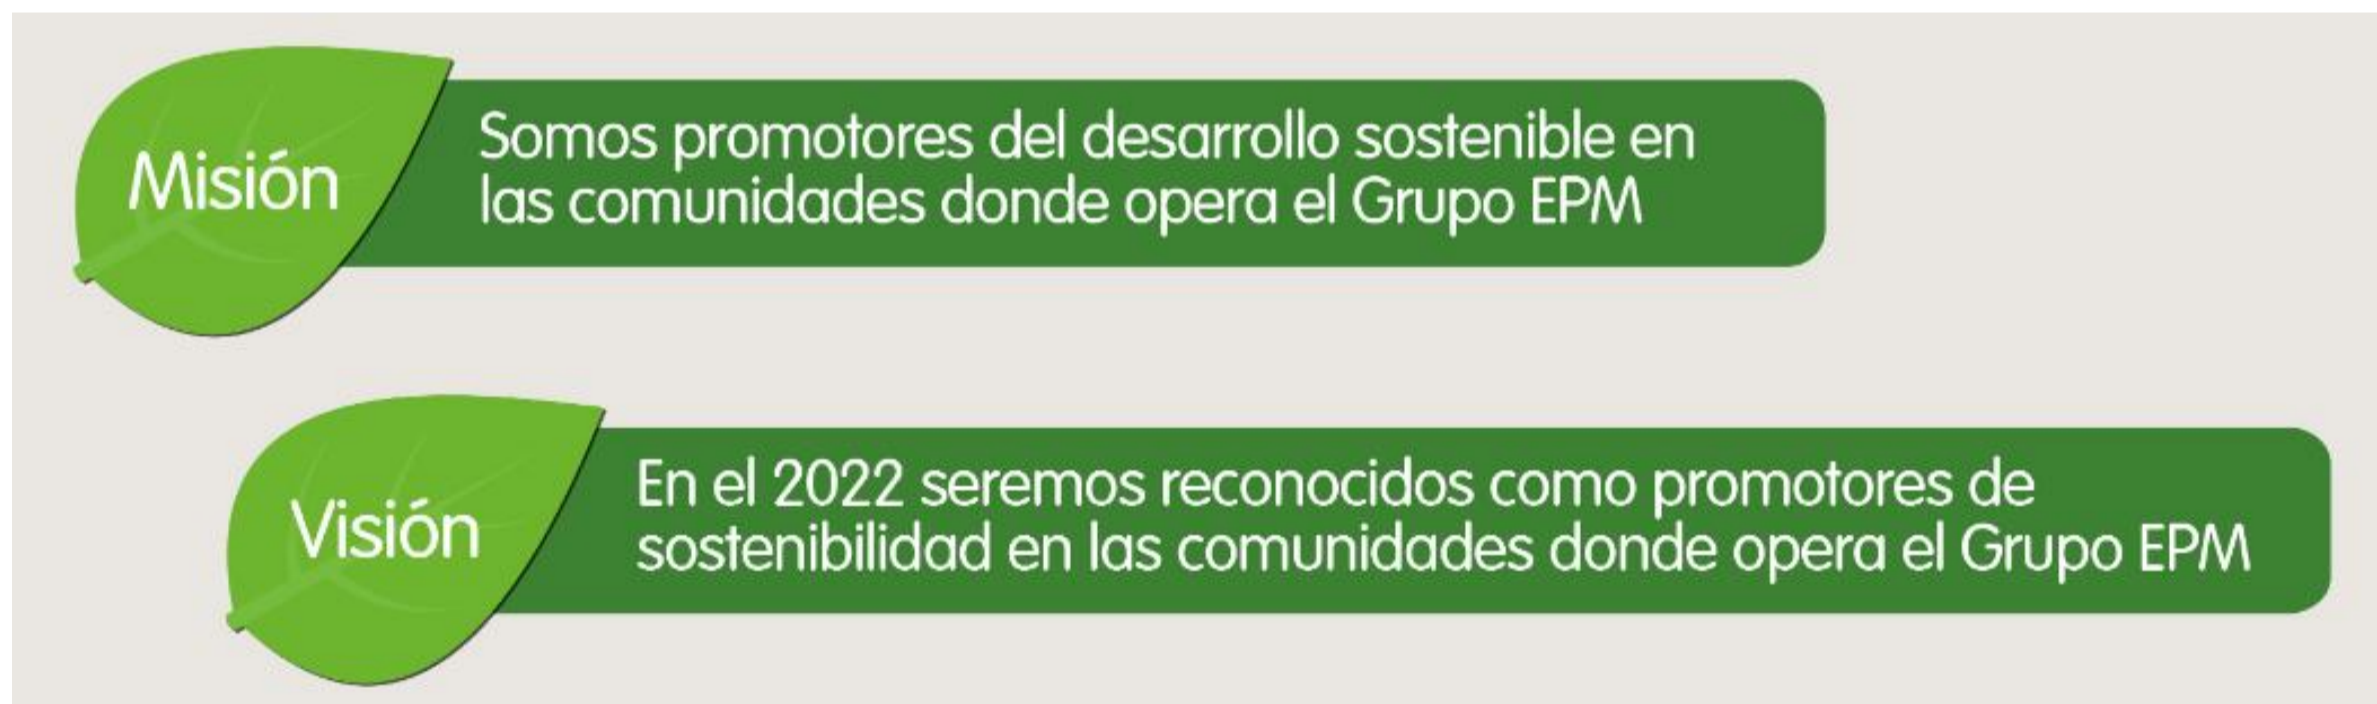 Misión
Somos promotores del desarrollo sostenible en
las comunidades donde opera el Grupo EPM
Visión
En el 2022 seremos reconocidos como promotores de
sostenibilidad en las comunidades donde opera el Grupo EPM